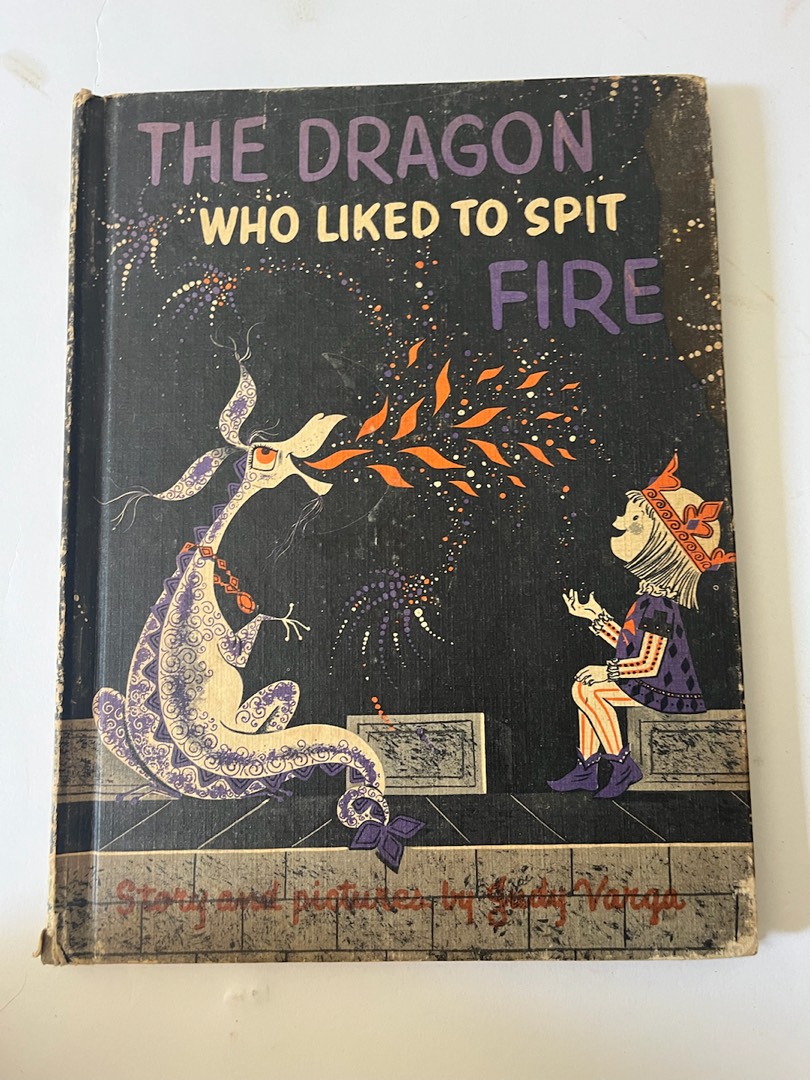 THE DRAGON
WHO LIKED TO SPIT
FIRE
Story and pictures by Judy Varga